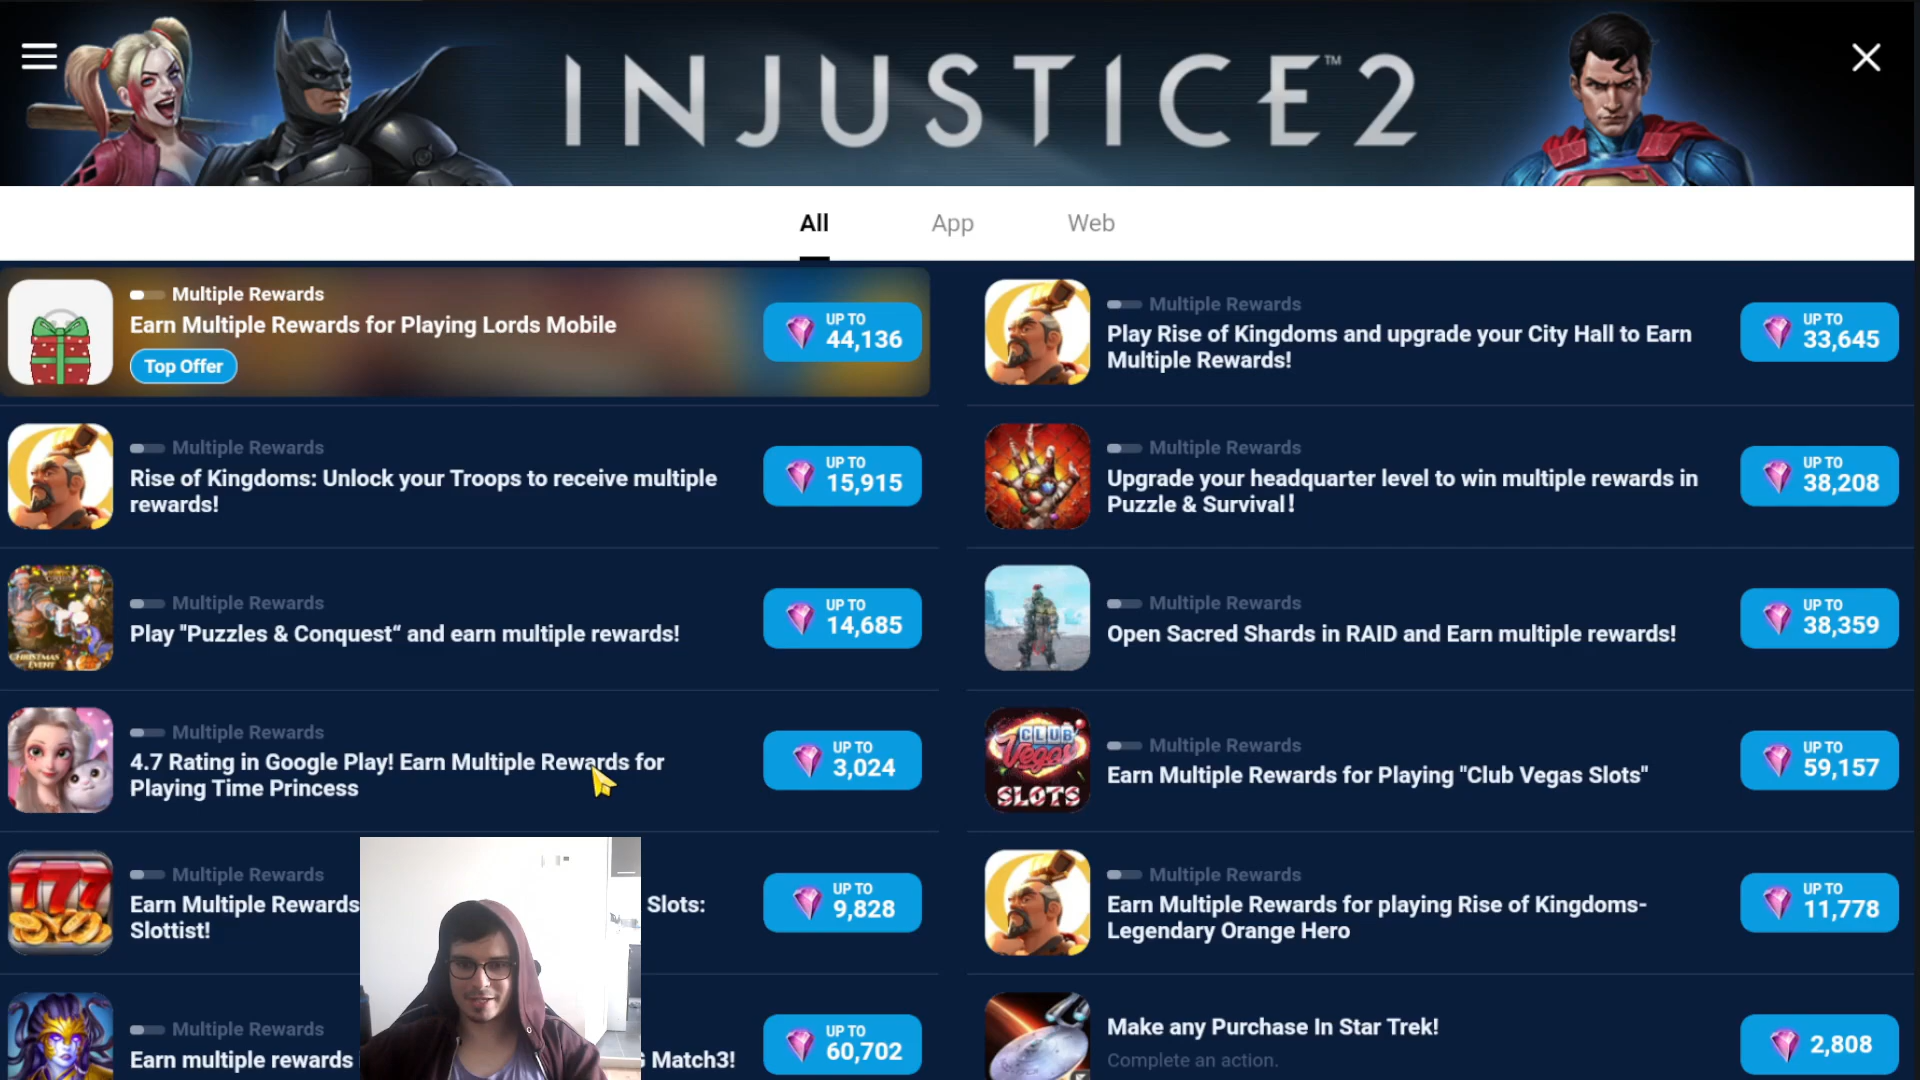 INJUSTICE 2
™
All
App
Web
Multiple Rewards
Earn Multiple Rewards for Playing Lords Mobile
Top Offer
UP TO
44,136
Multiple Rewards
Play Rise of Kingdoms and upgrade your City Hall to Earn
Multiple Rewards!
UP TO
33,645
Multiple Rewards
Rise of Kingdoms: Unlock your Troops to receive multiple
rewards!
UP TO
15,915
Multiple Rewards
Upgrade your headquarter level to win multiple rewards in
Puzzle & Survival!
UP TO
38,208
CHRISTMAS
EVENT
Multiple Rewards
Play "Puzzles & Conquest“ and earn multiple rewards!
UP TO
14,685
Multiple Rewards
Open Sacred Shards in RAID and Earn multiple rewards!
UP TO
38,359
Multiple Rewards
4.7 Rating in Google Play! Earn Multiple Rewards for
Playing Time Princess
UP TO
3,024
CLUB
Vegas
SLOTS
Multiple Rewards
Earn Multiple Rewards for Playing "Club Vegas Slots"
UP TO
59,157
777
Multiple Rewards
Earn Multiple Rewards Slots:
Slottist!
UP TO
9,828
Multiple Rewards
Earn Multiple Rewards for playing Rise of Kingdoms-
Legendary Orange Hero
UP TO
11,778
Multiple Rewards
Earn multiple rewards Match3!
UP TO
60,702
Make any Purchase In Star Trek!
Complete an action.
2,808